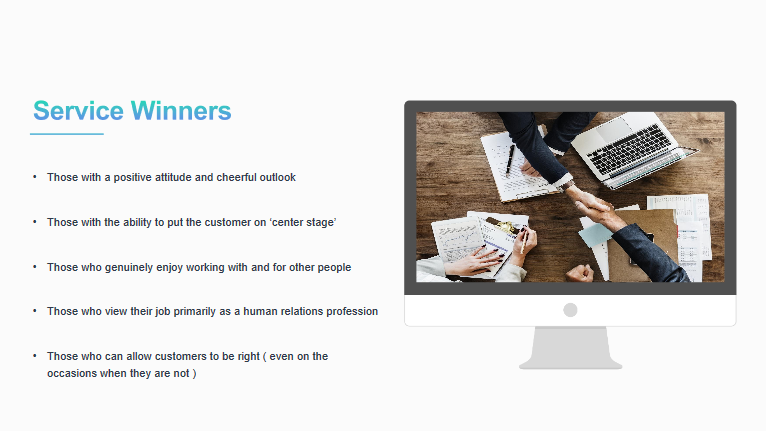 Service Winners
• Those with a positive attitude and cheerful outlook
• Those with the ability to put the customer on ‘center stage’
• Those who genuinely enjoy working with and for other people
• Those who view their job primarily as a human relations profession
• Those who can allow customers to be right ( even on the
occasions when they are not )